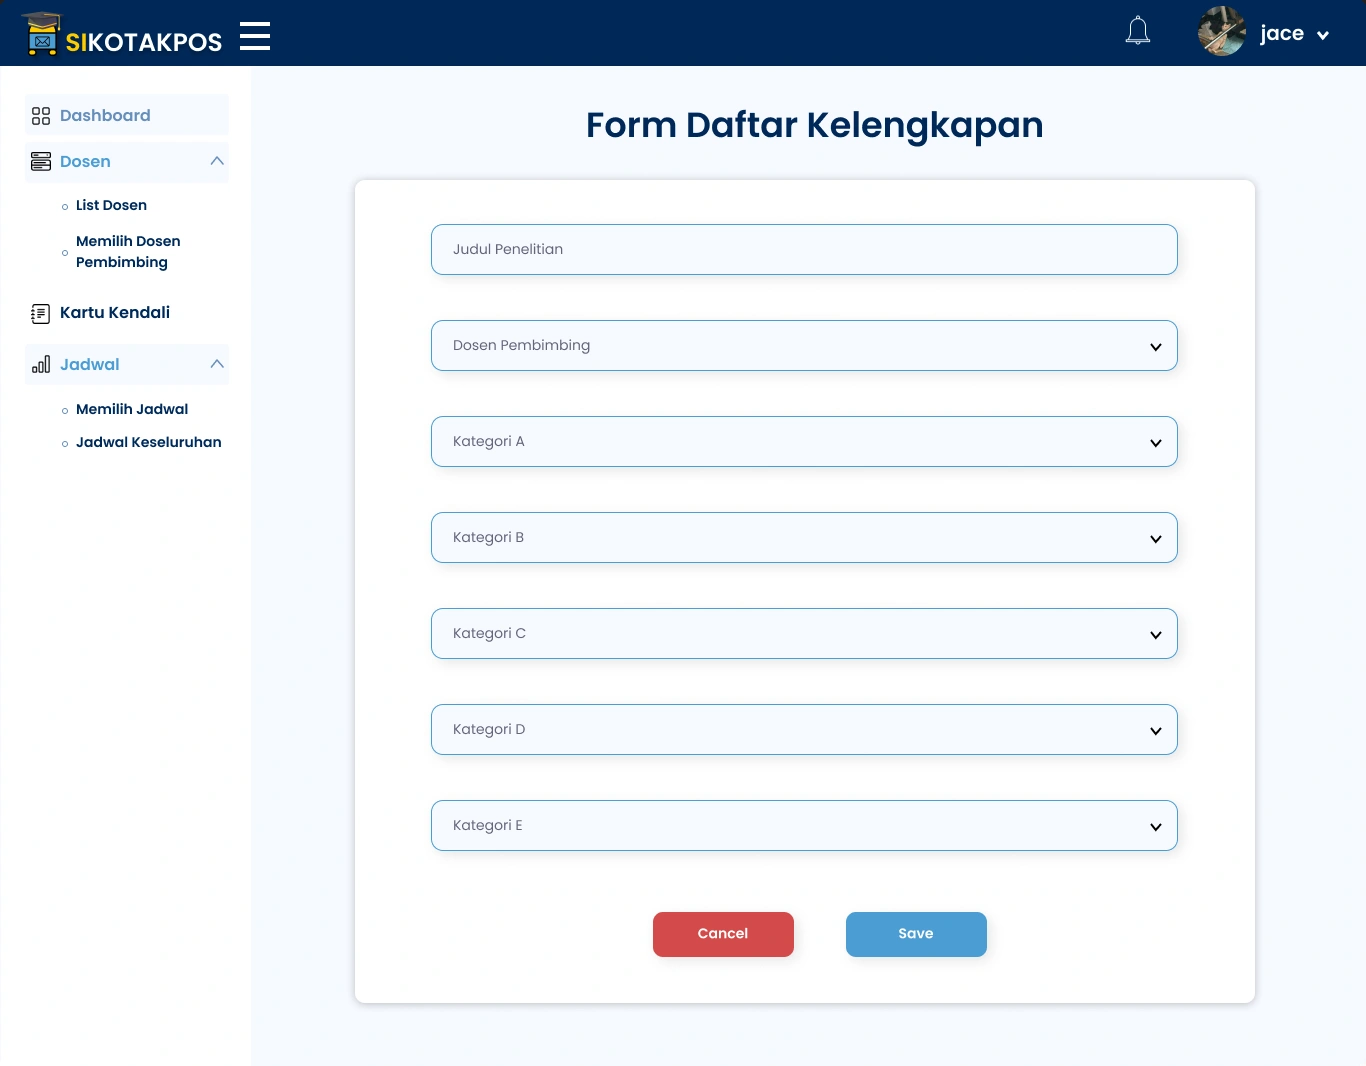 SIKOTAKPOS
jace
Dashboard
Dosen
List Dosen
Memilih Dosen
Pembimbing
Kartu Kendali
Jadwal
Memilih Jadwal
Jadwal Keseluruhan
Form Daftar Kelengkapan
Judul Penelitian
Dosen Pembimbing
Kategori A
Kategori B
Kategori C
Kategori D
Kategori E
Cancel
Save